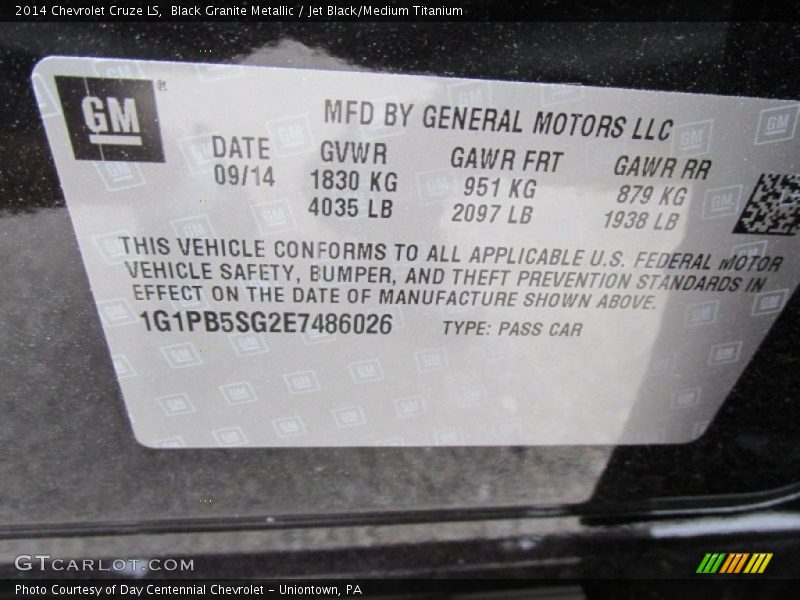 2014 Chevrolet Cruze LS,  Black Granite Metallic / Jet Black/Medium Titanium
GM®
MFD BY GENERAL MOTORS LLC
DATE GVWR GAWR FRT GAWR RR
09/14 1830 KG 951 KG 879 KG
4035 LB 2097 LB 1938 LB
THIS VEHICLE CONFORMS TO ALL APPLICABLE U.S. FEDERAL MOTOR
VEHICLE SAFETY, BUMPER, AND THEFT PREVENTION STANDARDS IN
EFFECT ON THE DATE OF MANUFACTURE SHOWN ABOVE.
1G1PB5SG2E7486026 TYPE: PASS CAR
GTCARLOT.COM
Photo Courtesy of Day Centennial Chevrolet - Uniontown, PA